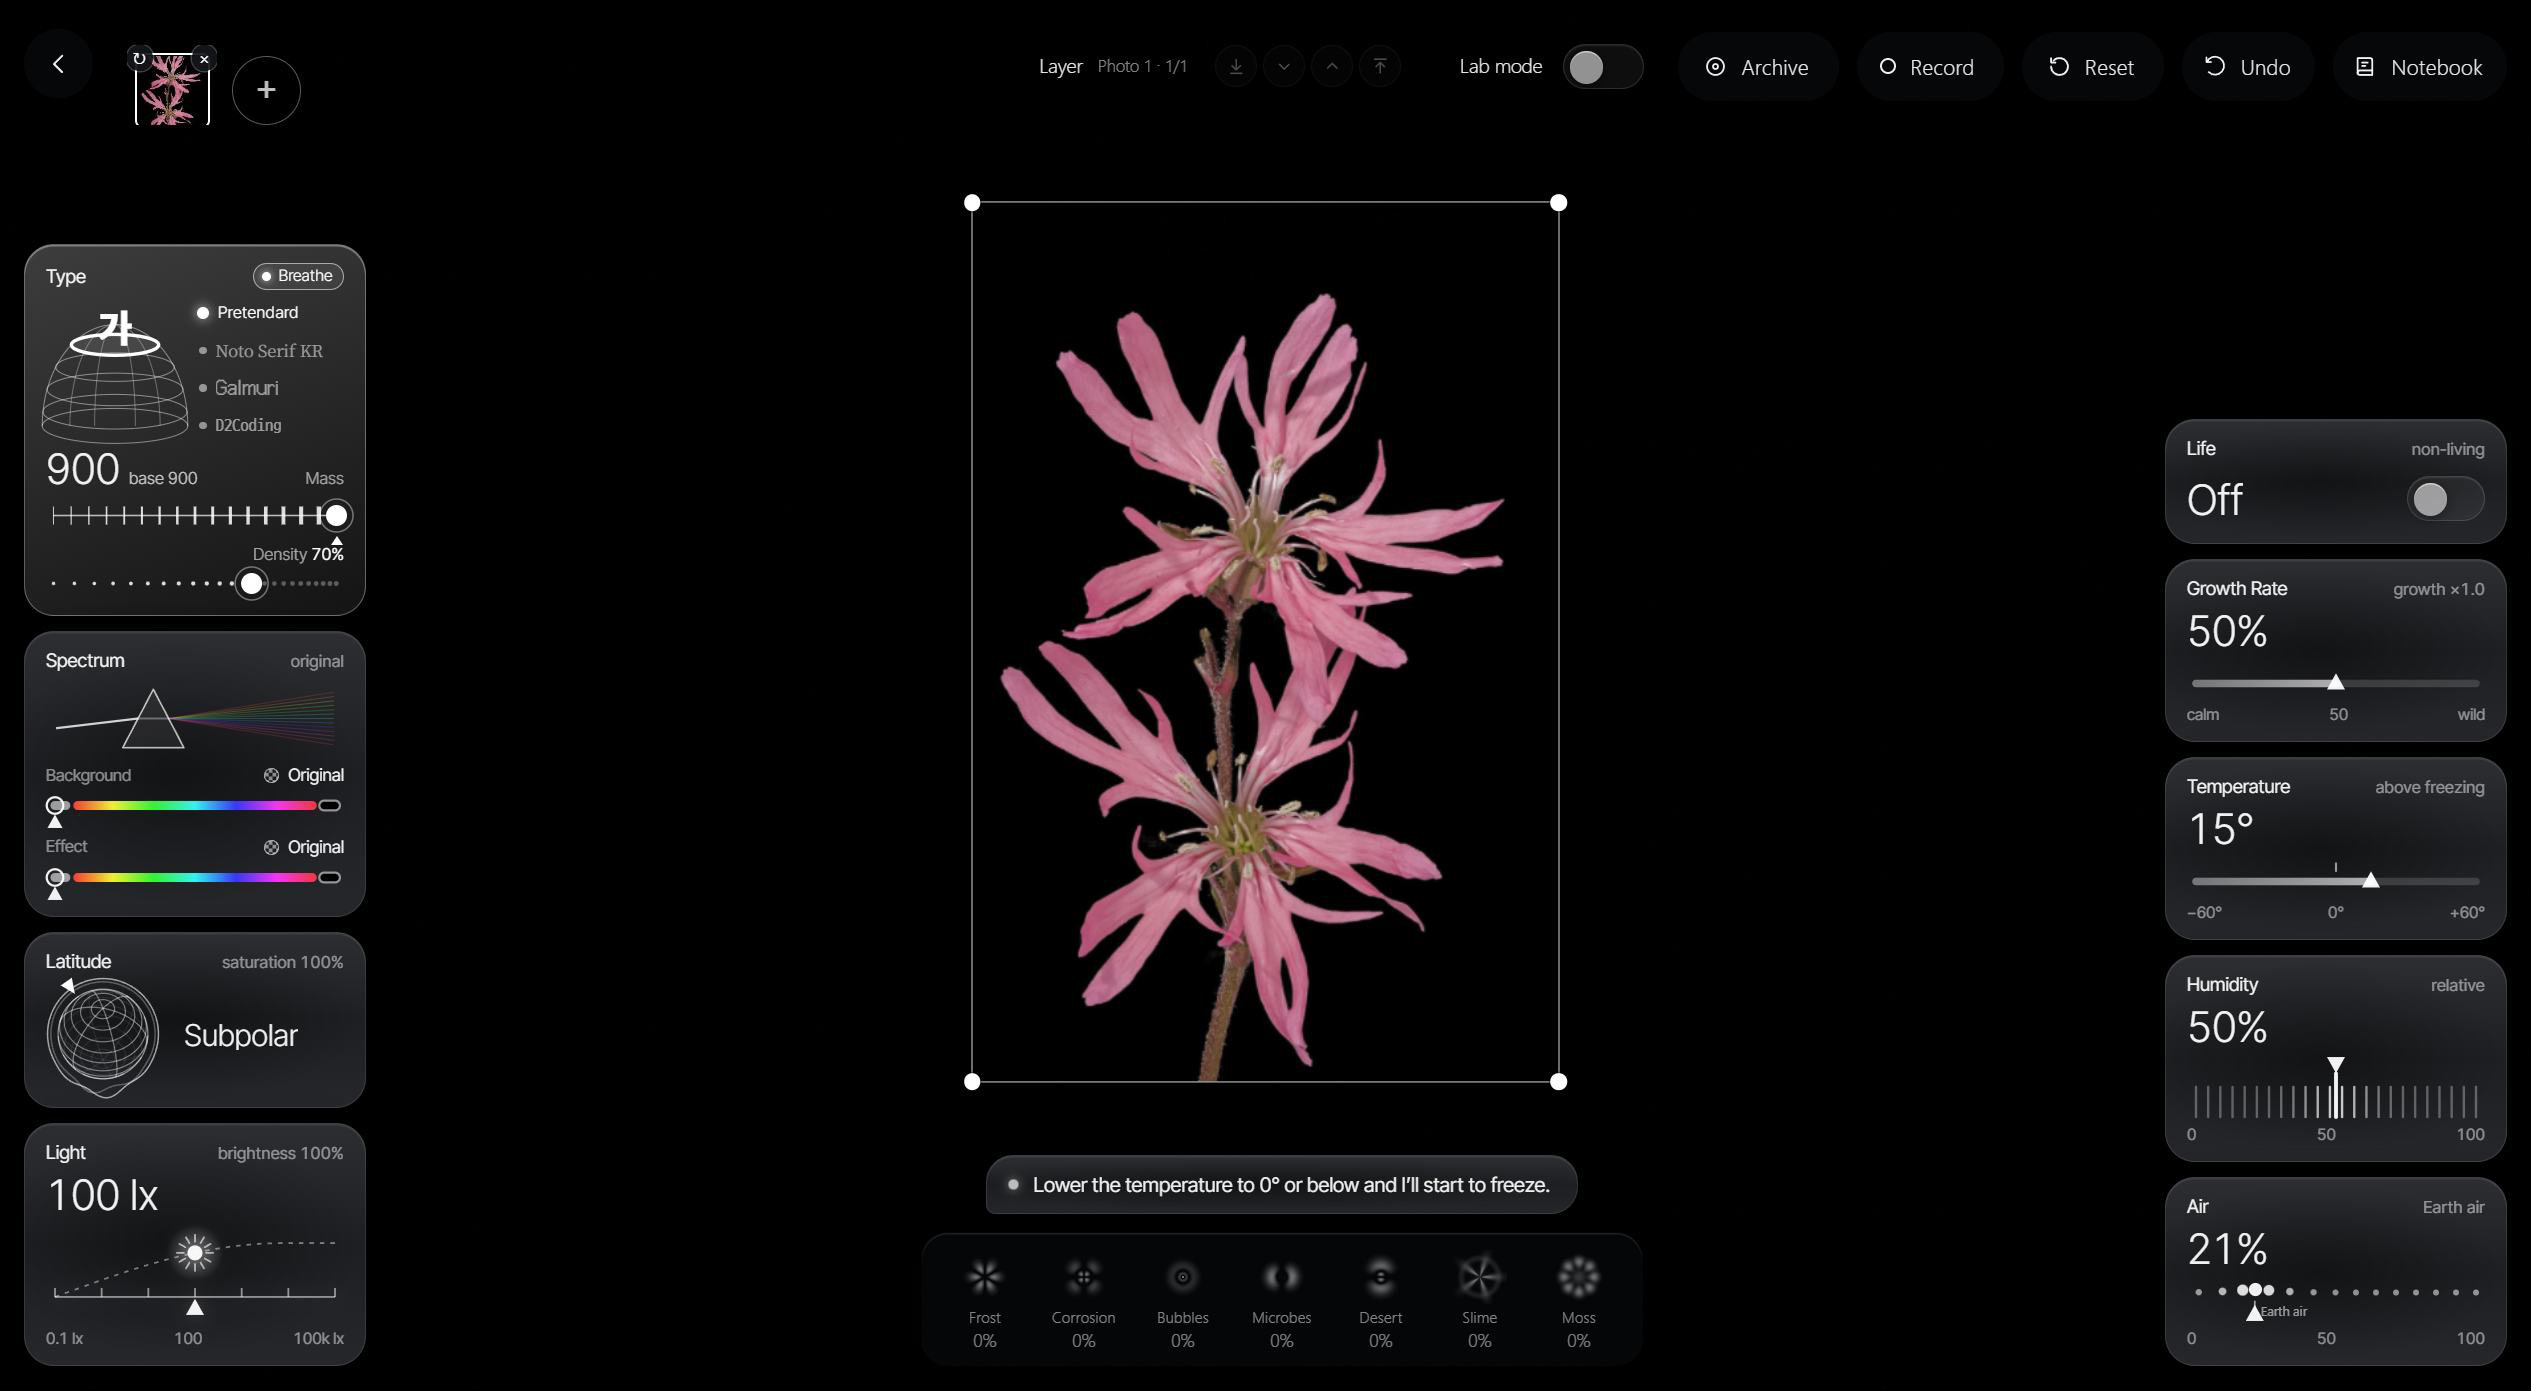 Layer Photo 1 · 1/1
Lab mode
Archive
Record
Reset
Undo
Notebook
Type
Breathe
가
Pretendard
Noto Serif KR
Galmuri
D2Coding
900 base 900 Mass
Density 70%
Spectrum original
Background Original
Effect Original
Latitude saturation 100%
Subpolar
Light brightness 100%
100 lx
0.1 lx 100 100k lx
Lower the temperature to 0° or below and I'll start to freeze.
Frost Corrosion Bubbles Microbes Desert Slime Moss
0% 0% 0% 0% 0% 0% 0%
Life non-living
Off
Growth Rate growth ×1.0
50%
calm 50 wild
Temperature above freezing
15°
−60° 0° +60°
Humidity relative
50%
0 50 100
Air Earth air
21%
Earth air
0 50 100